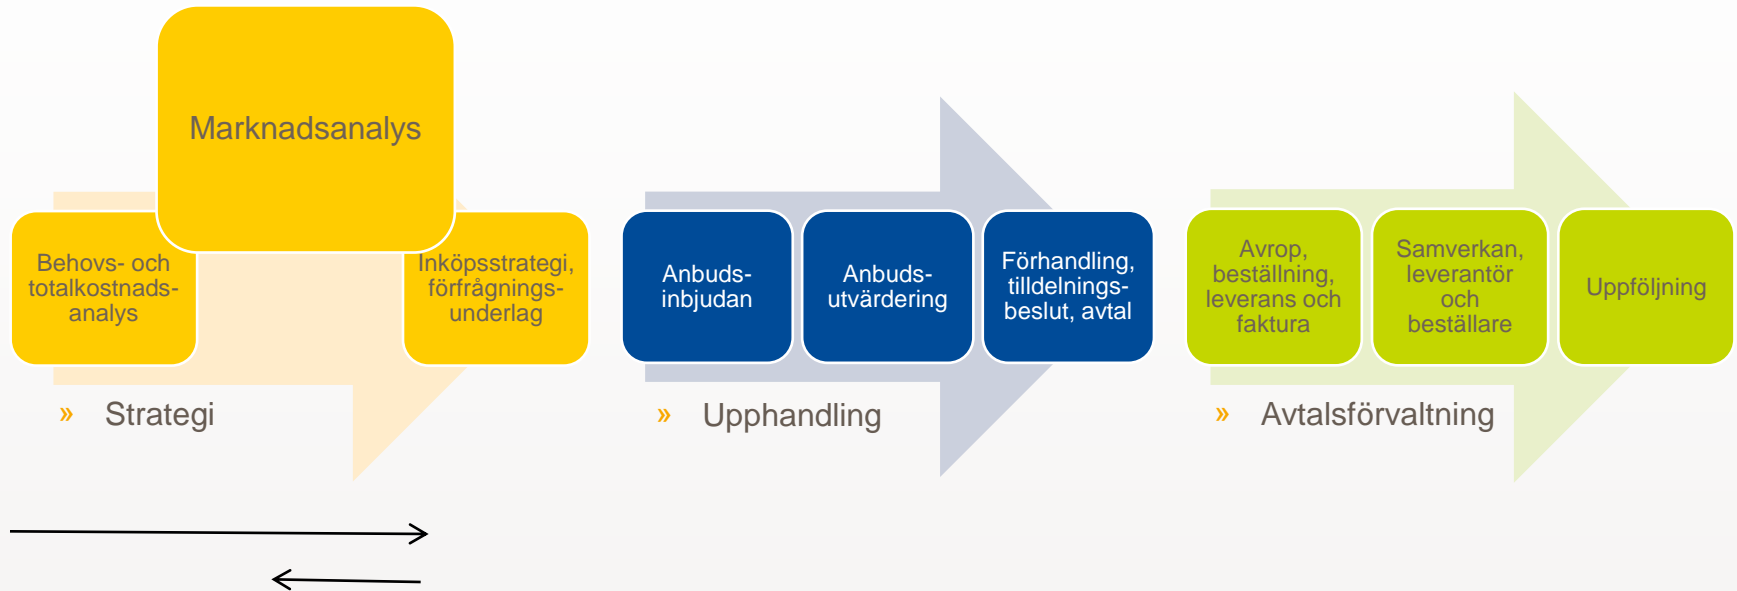 Marknadsanalys
Behovs- och
totalkostnads-
analys
Inköpsstrategi,
förfrågnings-
underlag
» Strategi
Anbuds-
inbjudan
Anbuds-
utvärdering
Förhandling,
tilldelnings-
beslut, avtal
» Upphandling
Avrop,
beställning,
leverans och
faktura
Samverkan,
leverantör
och
beställare
Uppföljning
» Avtalsförvaltning